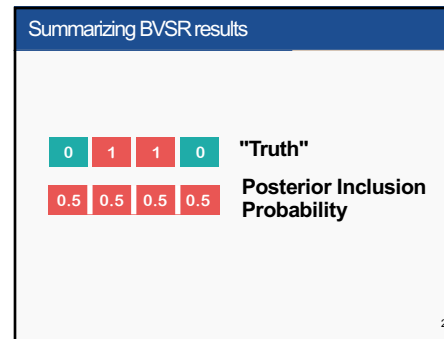 Summarizing BVSR results
0 1 1 0 "Truth"
0.5 0.5 0.5 0.5 Posterior Inclusion
Probability
2